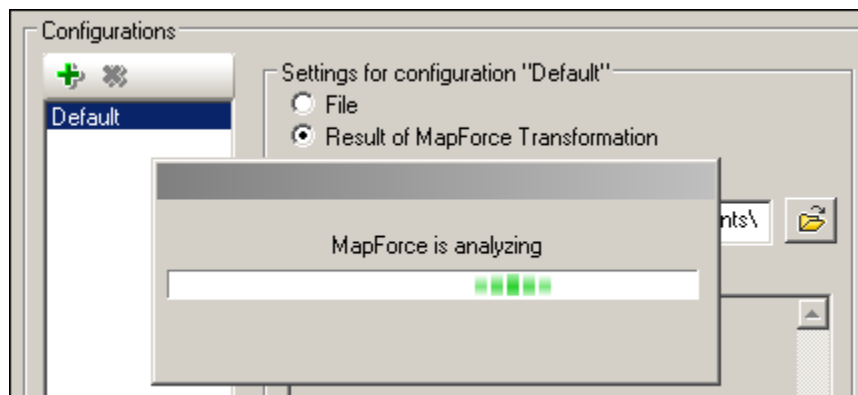 Configurations
Settings for configuration "Default"
Default
File
Result of MapForce Transformation
nts\
MapForce is analyzing